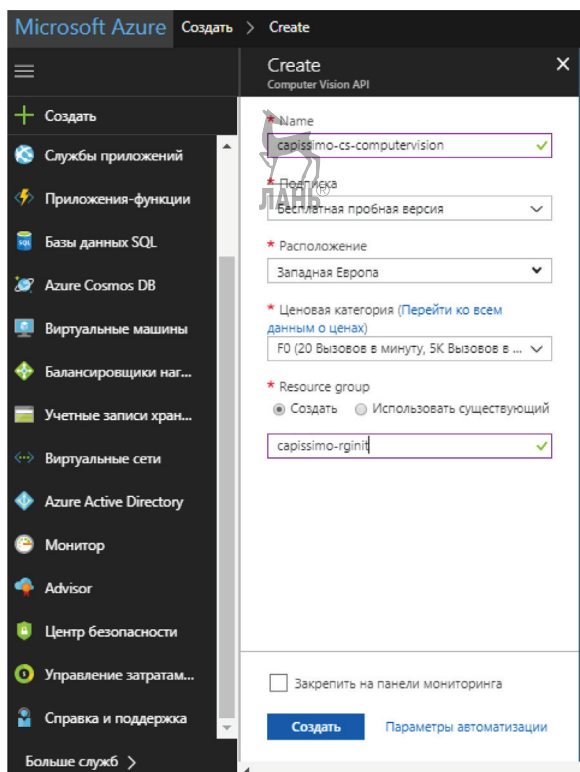 Microsoft Azure Создать > Create
Create
Computer Vision API
Создать
Службы приложений
Приложения-функции
Базы данных SQL
Azure Cosmos DB
Виртуальные машины
Балансировщики наг...
Учетные записи хран...
Виртуальные сети
Azure Active Directory
Монитор
Advisor
Центр безопасности
Управление затратам...
Справка и поддержка
Больше служб >
* Name
capissimo-cs-computervision
* Подписка
ЛАНЬ®
Бесплатная пробная версия
* Расположение
Западная Европа
* Ценовая категория (Перейти ко всем
данным о ценах)
F0 (20 Вызовов в минуту, 5K Вызовов в ...
* Resource group
Создать Использовать существующий
capissimo-rginit
Закрепить на панели мониторинга
Создать Параметры автоматизации